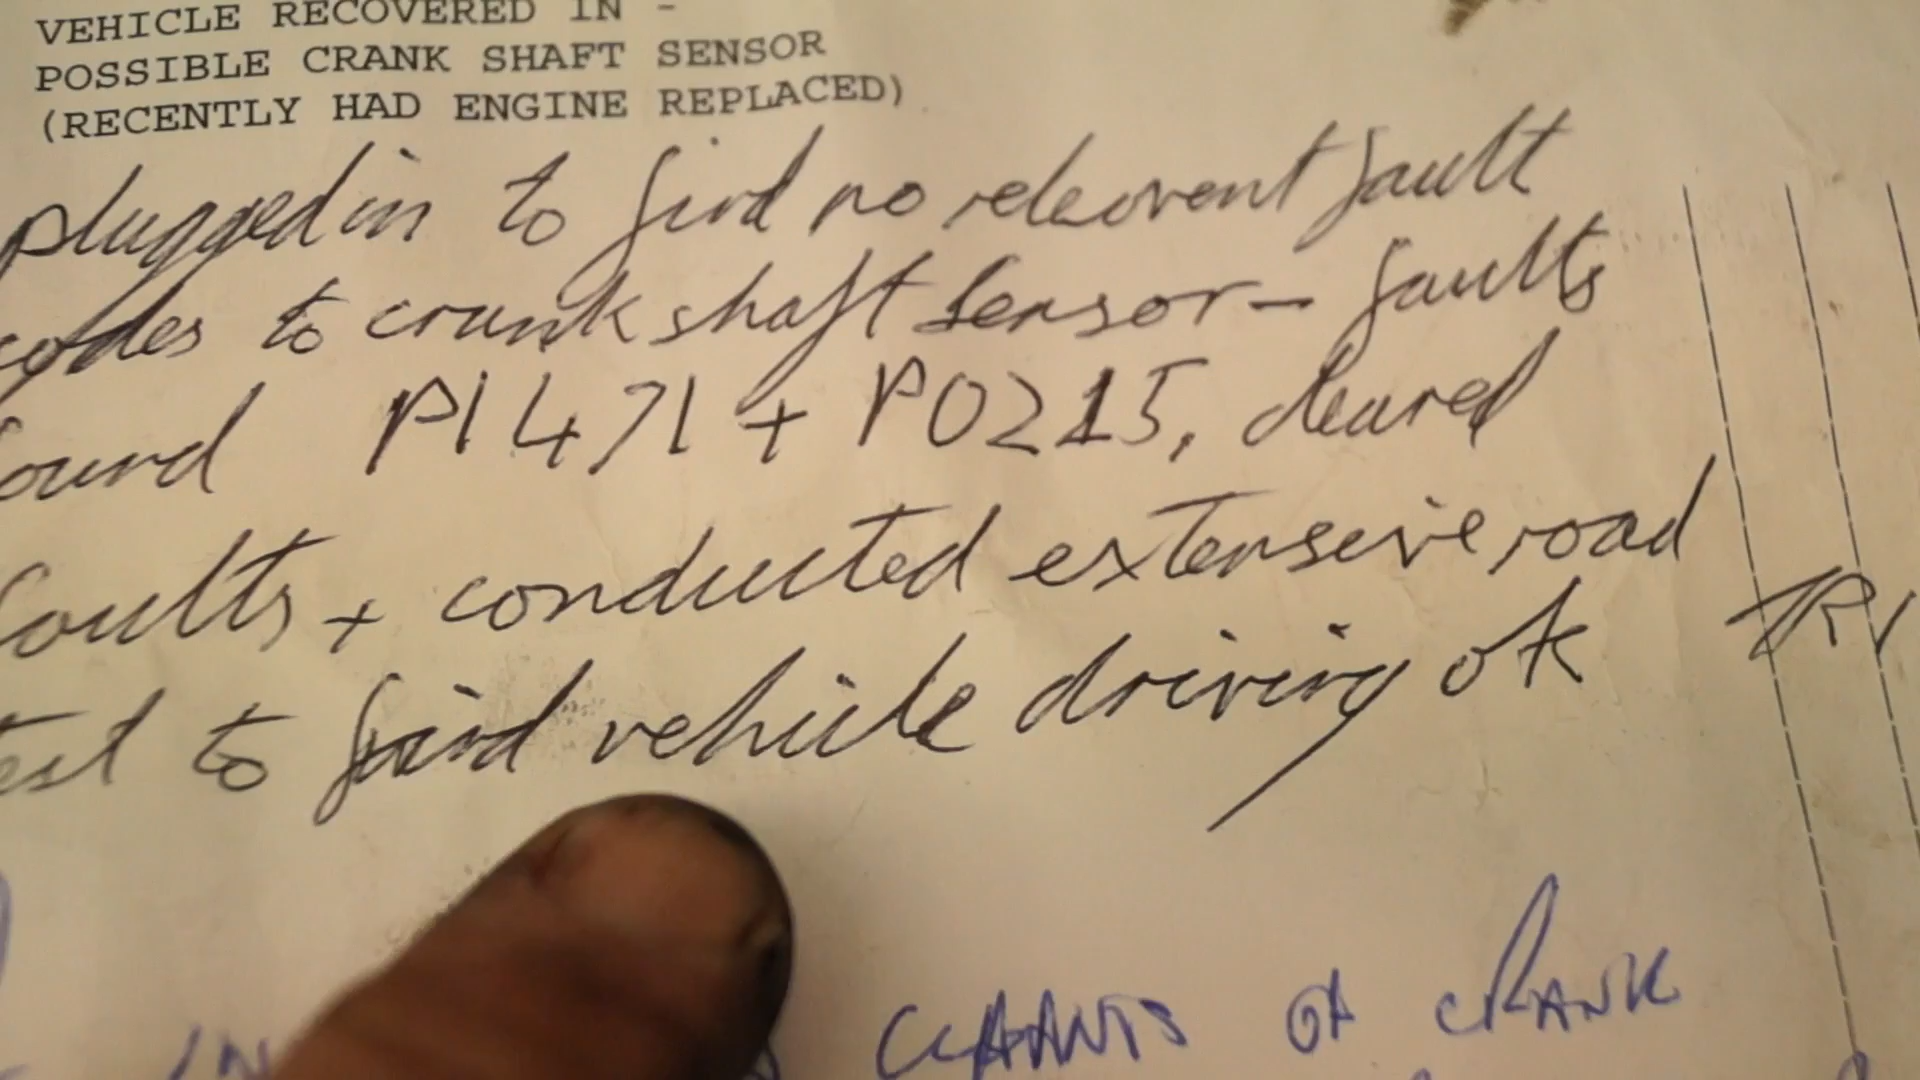 VEHICLE RECOVERED IN -
POSSIBLE CRANK SHAFT SENSOR
(RECENTLY HAD ENGINE REPLACED)
plugged in to find no relevent fault
codes to crank shaft sensor - faults
found P1471 + P0215, cleared
faults + conducted extensive road
test to find vehicle driving ok
IN OF CRANK